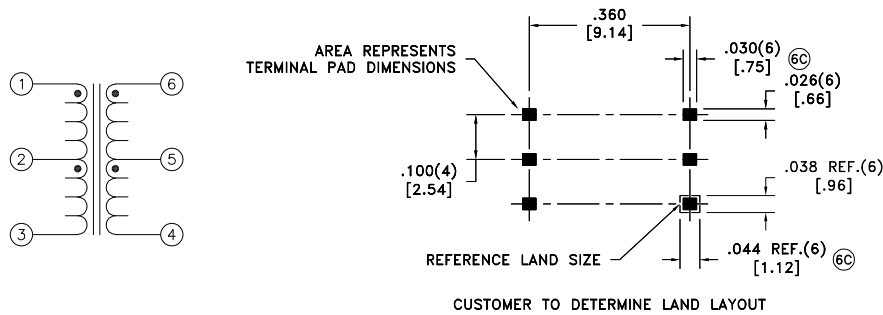 .360
[9.14]
AREA REPRESENTS
TERMINAL PAD DIMENSIONS
.030(6)
[.75]
6C
.026(6)
[.66]
1
6
2
5
.100(4)
[2.54]
.038 REF.(6)
[.96]
3
4
REFERENCE LAND SIZE
.044 REF.(6)
[1.12]
6C
CUSTOMER TO DETERMINE LAND LAYOUT